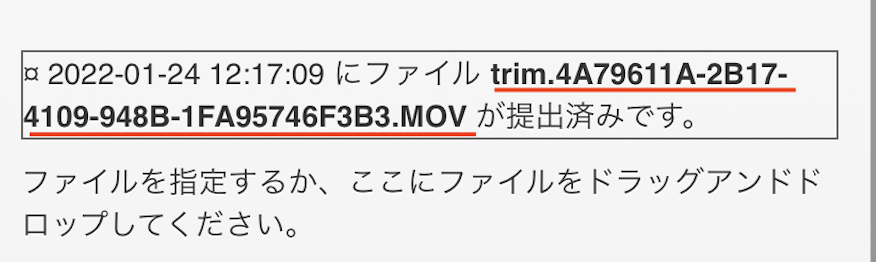 ¤ 2022-01-24 12:17:09 にファイル trim.4A79611A-2B17-
4109-948B-1FA95746F3B3.MOV が提出済みです。
ファイルを指定するか、ここにファイルをドラッグアンドド
ロップしてください。